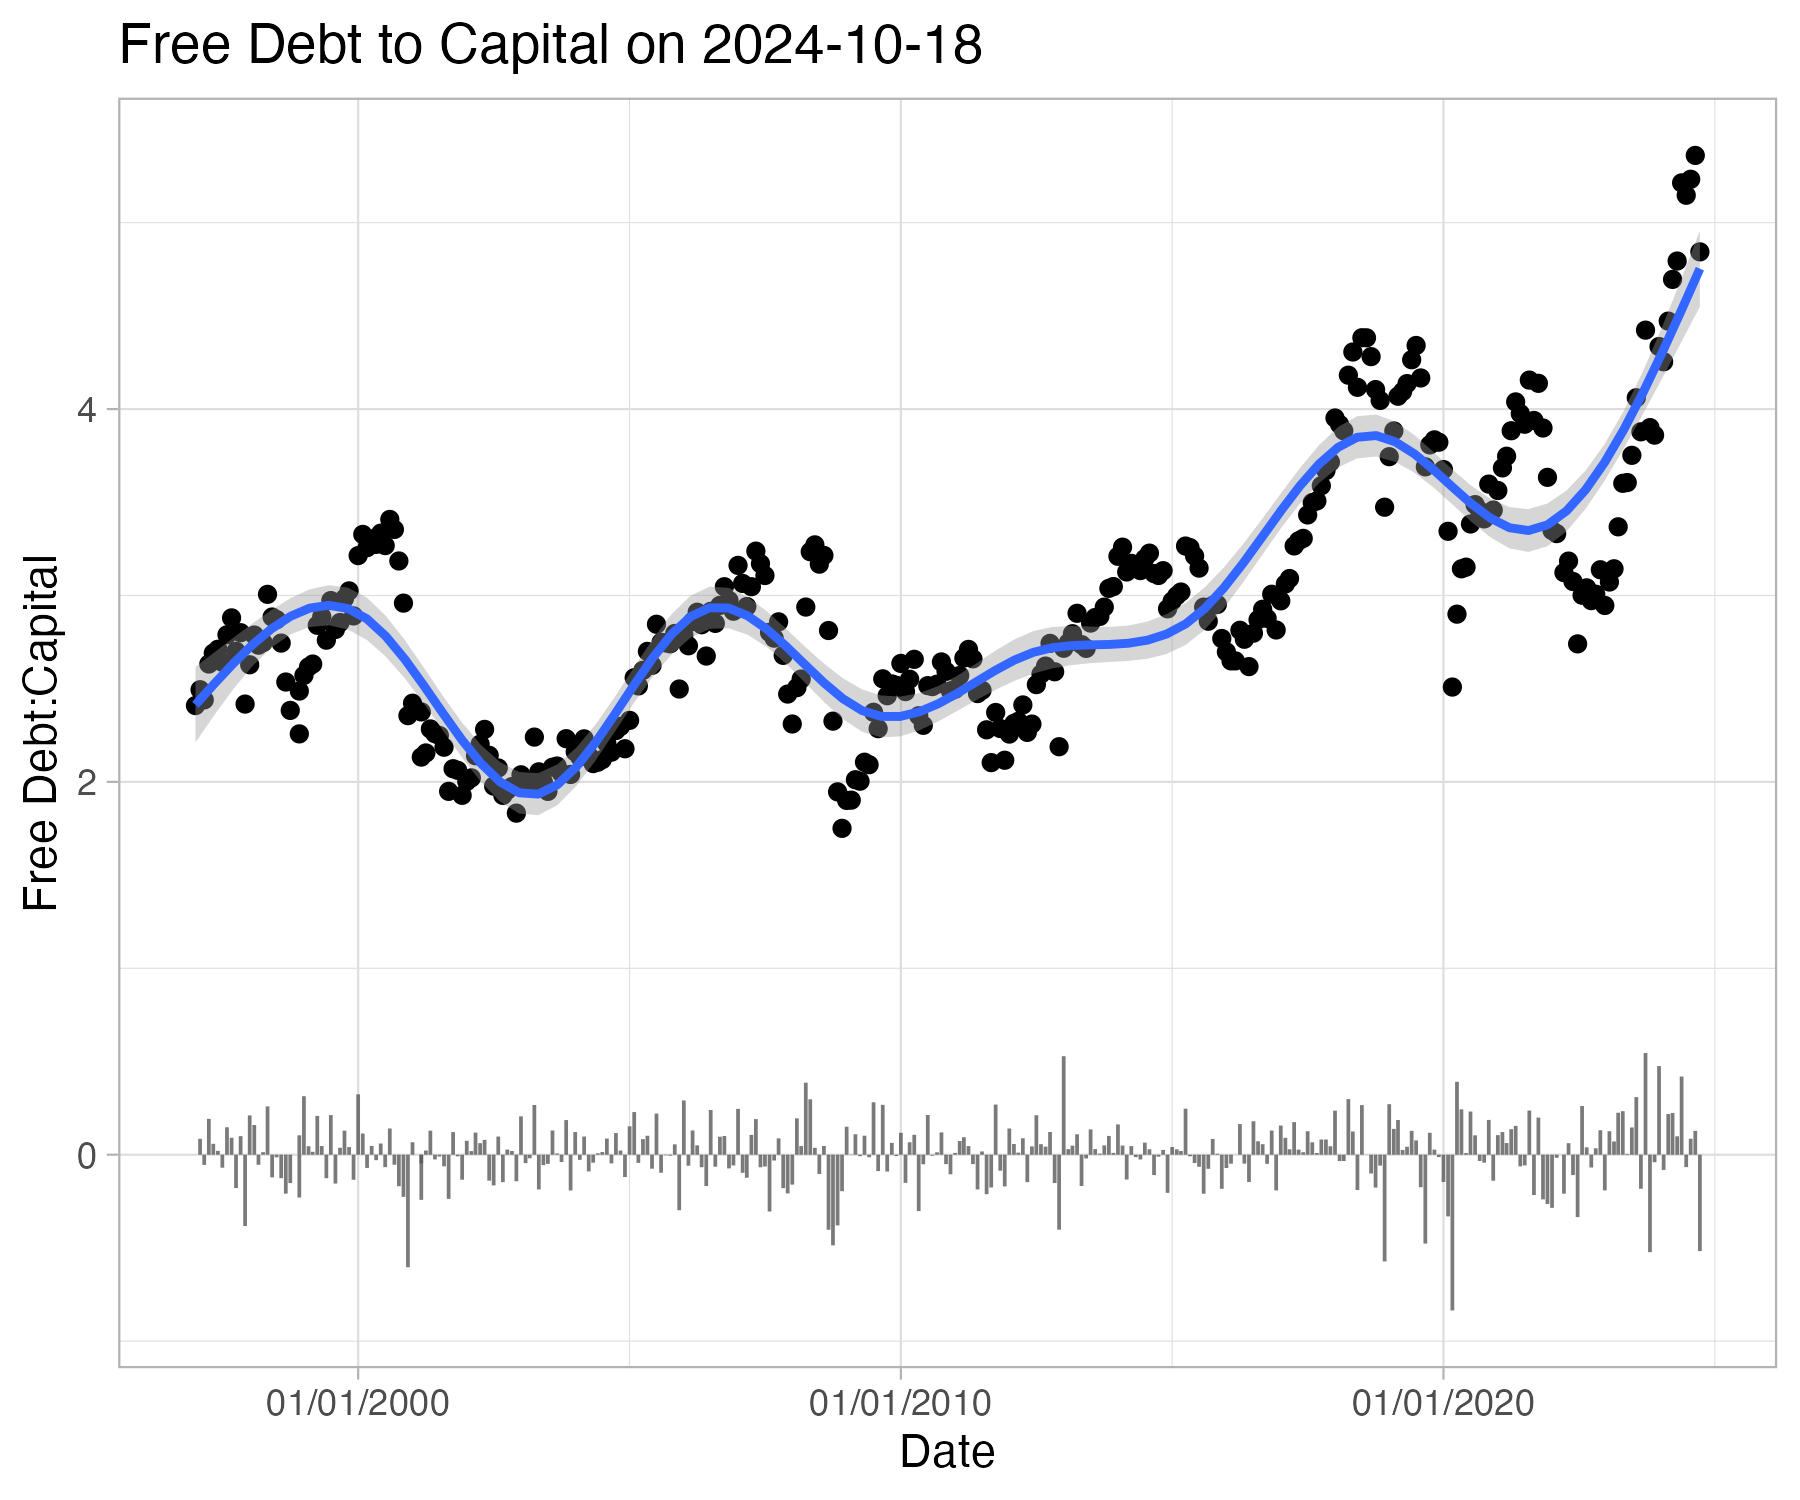 Free Debt to Capital on 2024-10-18
Free Debt:Capital
4
2
0
01/01/2000
01/01/2010
01/01/2020
Date